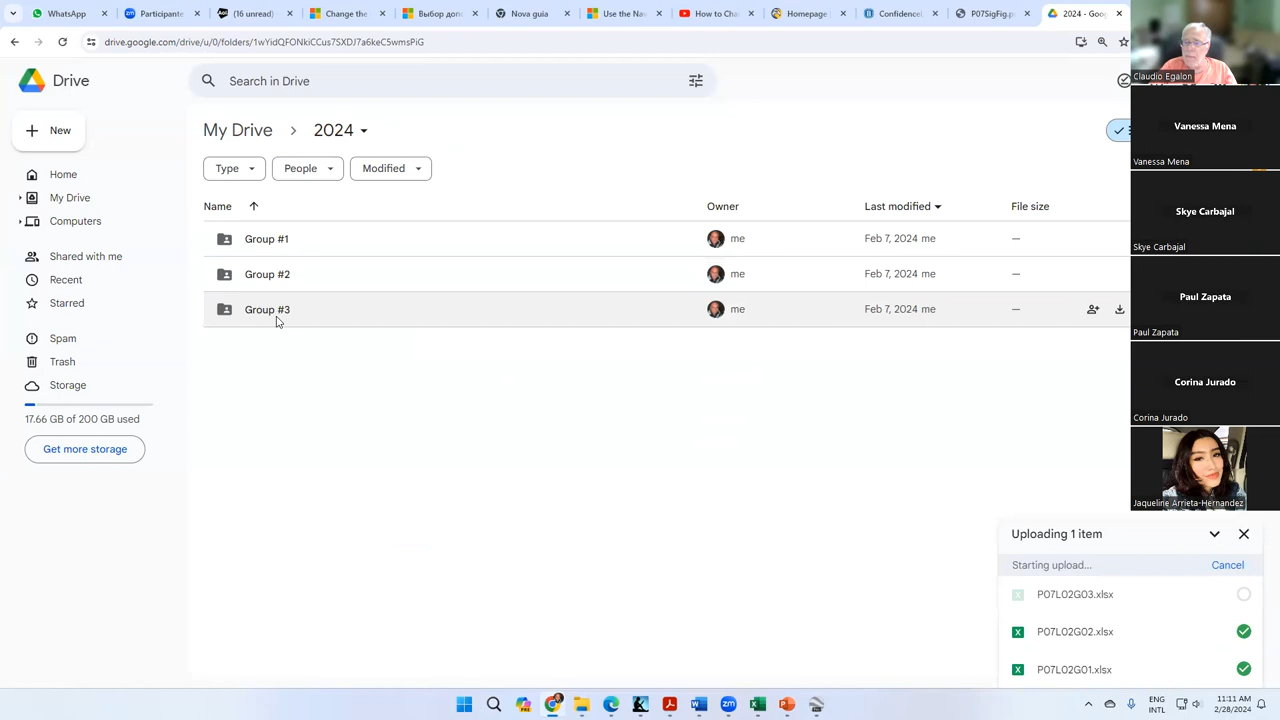 WhatsApp
Participante
(16 unread)
Change the
Выбор допо
Nova guia
Use the Na
How to Cha
Homepage
Confidence
P07SigFig.p
2024 - Goo
drive.google.com/drive/u/0/folders/1wYidQFONkiCCus7SXDJ7a6keC5wmsPiG
Drive
Search in Drive
New
My Drive
2024
Type
People
Modified
Home
My Drive
Computers
Shared with me
Recent
Starred
Spam
Trash
Storage
17.66 GB of 200 GB used
Get more storage
Name
Owner
Last modified
File size
Group #1
me
Feb 7, 2024 me
—
Group #2
me
Feb 7, 2024 me
—
Group #3
me
Feb 7, 2024 me
—
Claudio Egalon
Vanessa Mena
Vanessa Mena
Skye Carbajal
Skye Carbajal
Paul Zapata
Paul Zapata
Corina Jurado
Corina Jurado
Jaqueline Arrieta-Hernandez
Uploading 1 item
Starting upload...
Cancel
P07L02G03.xlsx
P07L02G02.xlsx
P07L02G01.xlsx
ENG
INTL
11:11 AM
2/28/2024